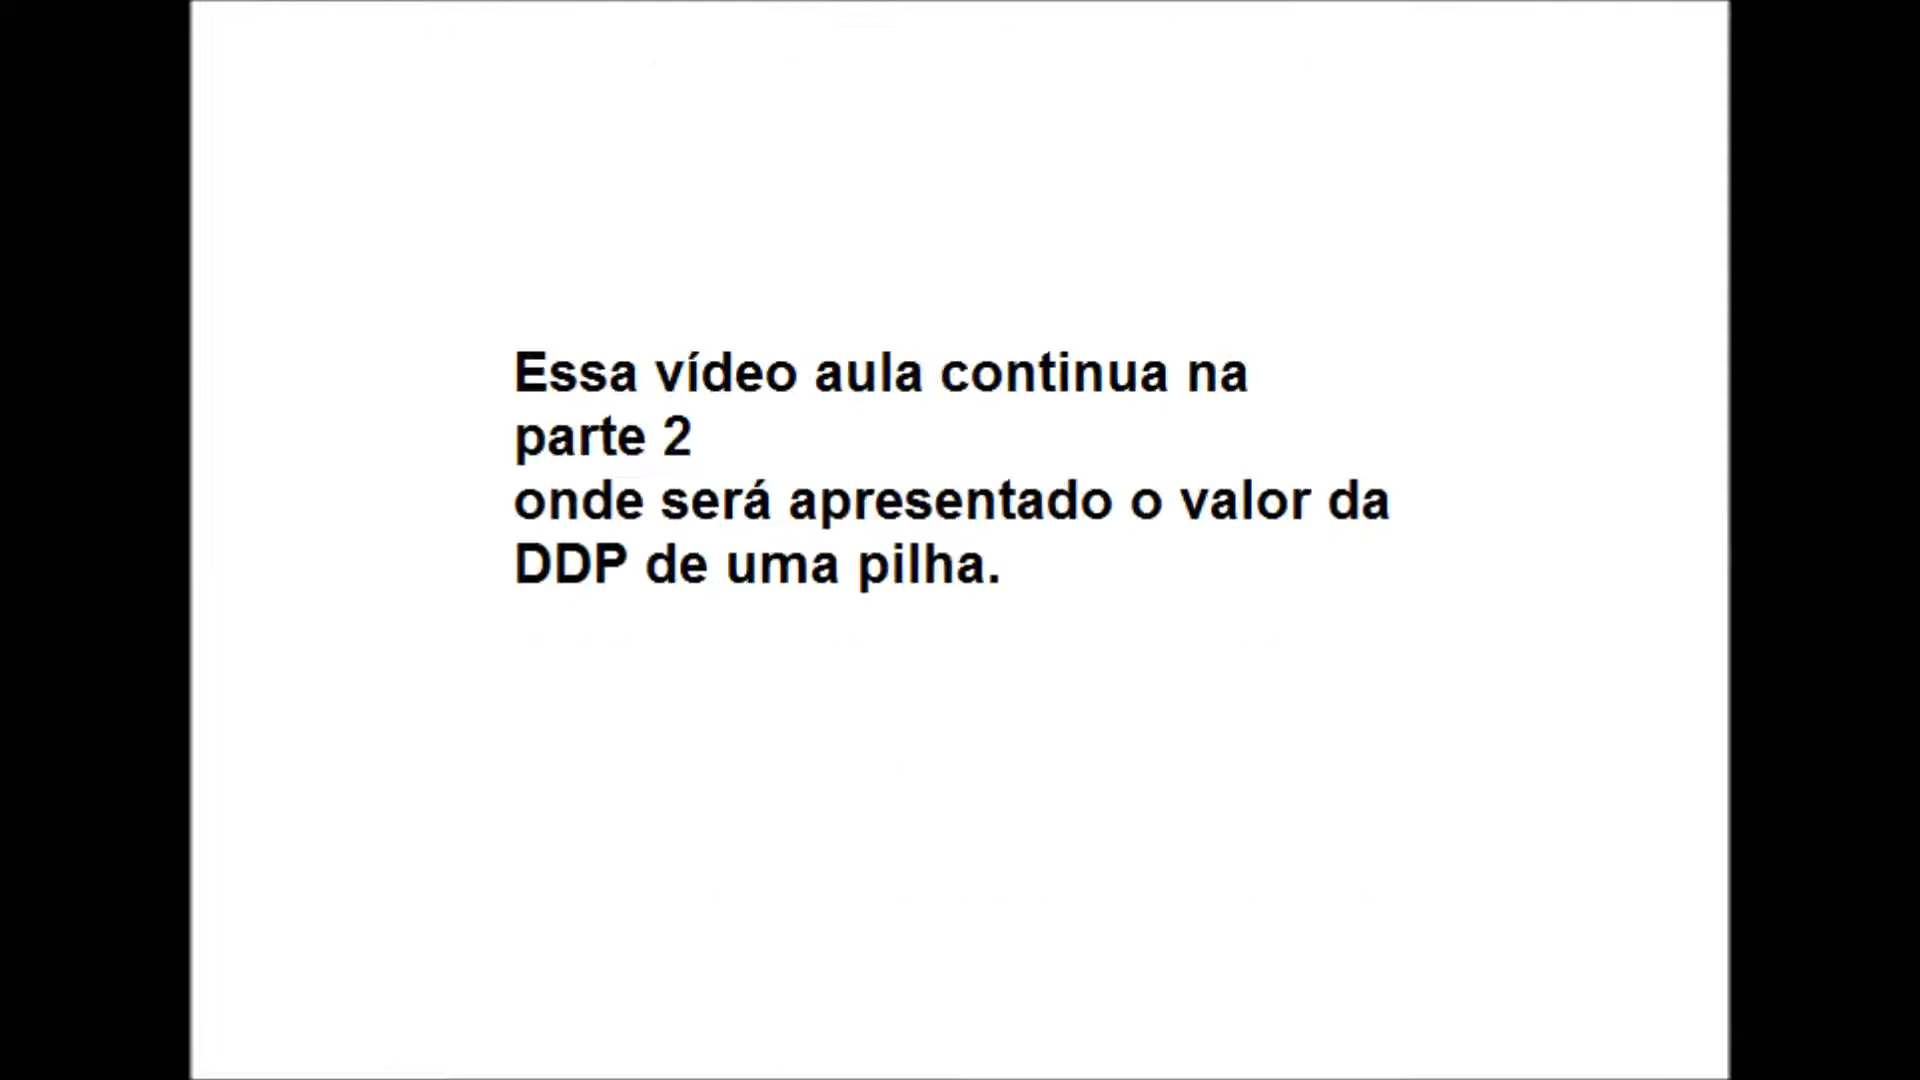 Essa vídeo aula continua na
parte 2
onde será apresentado o valor da
DDP de uma pilha.